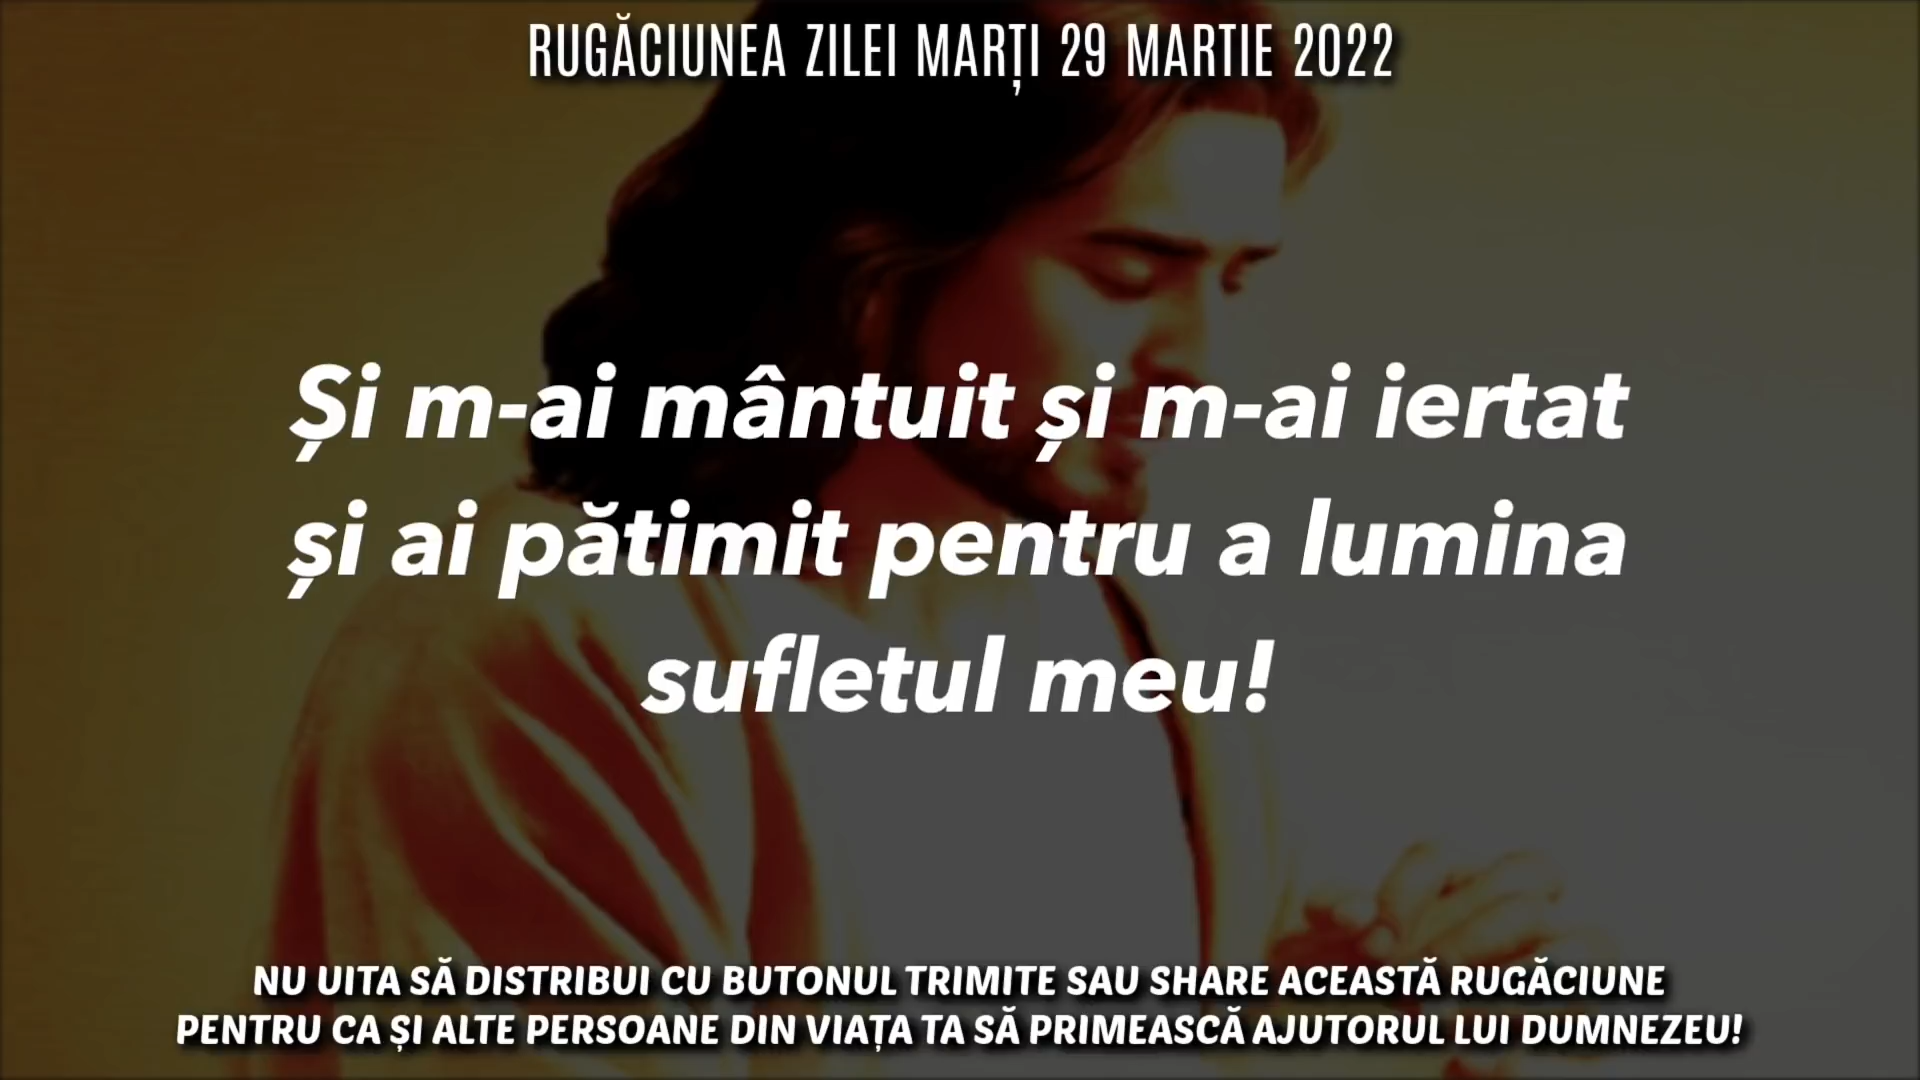 RUGĂCIUNEA ZILEI MARȚI 29 MARTIE 2022
Și m-ai mântuit și m-ai iertat
și ai pătimit pentru a lumina
sufletul meu!
NU UITA SĂ DISTRIBUI CU BUTONUL TRIMITE SAU SHARE ACEASTĂ RUGĂCIUNE
PENTRU CA ȘI ALTE PERSOANE DIN VIAȚA TA SĂ PRIMEASCĂ AJUTORUL LUI DUMNEZEU!